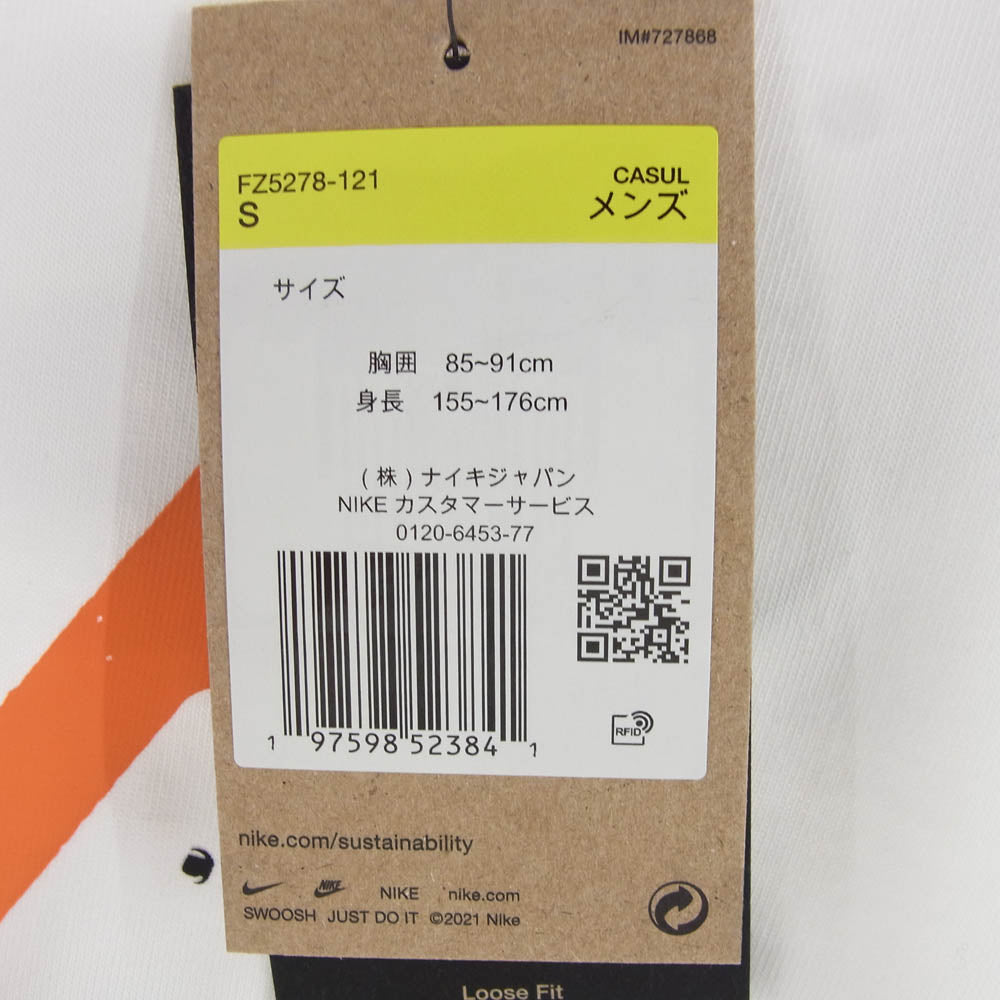 IM#727868
FZ5278-121
S
CASUL
メンズ
サイズ
胸囲 85~91cm
身長 155~176cm
(株)ナイキジャパン
NIKE カスタマーサービス
0120-6453-77
1 97598 52384 1
RFID
nike.com/sustainability
NIKE NIKE nike.com
SWOOSH JUST DO IT ©2021 Nike
Loose Fit